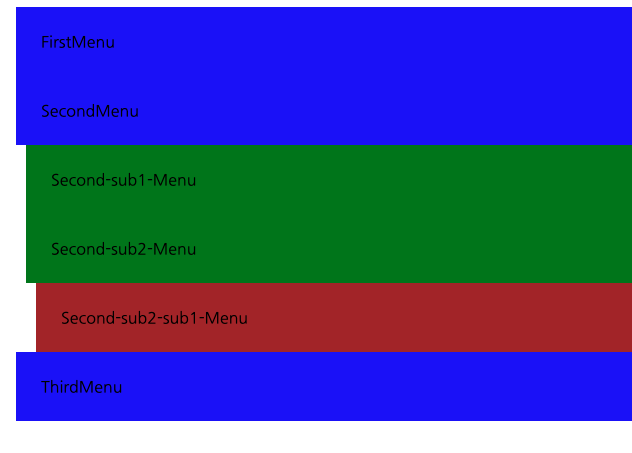 FirstMenu
SecondMenu
Second-sub1-Menu
Second-sub2-Menu
Second-sub2-sub1-Menu
ThirdMenu